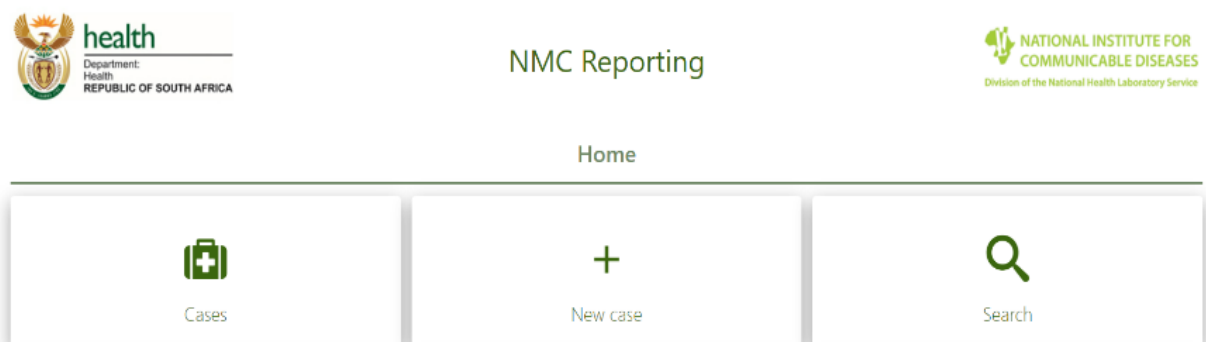 health
Department:
Health
REPUBLIC OF SOUTH AFRICA
NMC Reporting
NATIONAL INSTITUTE FOR
COMMUNICABLE DISEASES
Division of the National Health Laboratory Service
Home
Cases
New case
Search